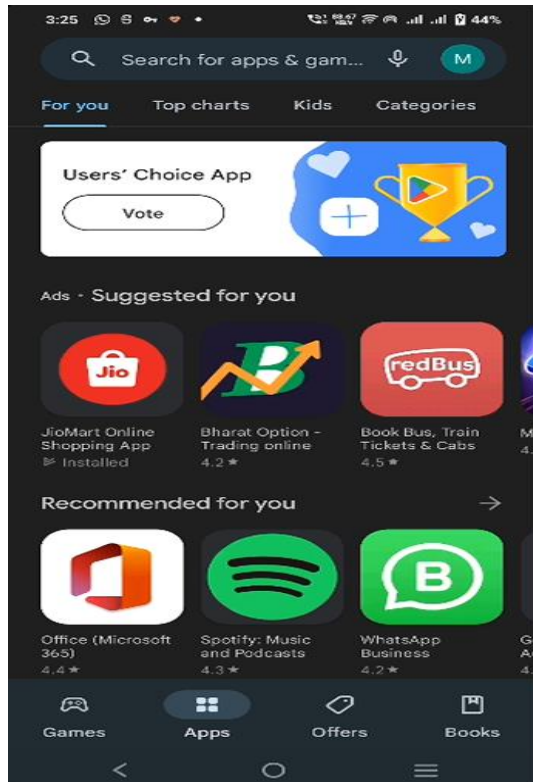 3:25 44%
Search for apps & gam... M
For you Top charts Kids Categories
Users' Choice App
Vote
Ads · Suggested for you
Jio B redBus
JioMart Online Bharat Option - Book Bus, Train M
Shopping App Trading online Tickets & Cabs 4.
Installed 4.2★ 4.5★
Recommended for you
B
Office (Microsoft Spotify: Music WhatsApp G
365) and Podcasts Business A
4.4★ 4.3★ 4.2★ 4.
Games Apps Offers Books